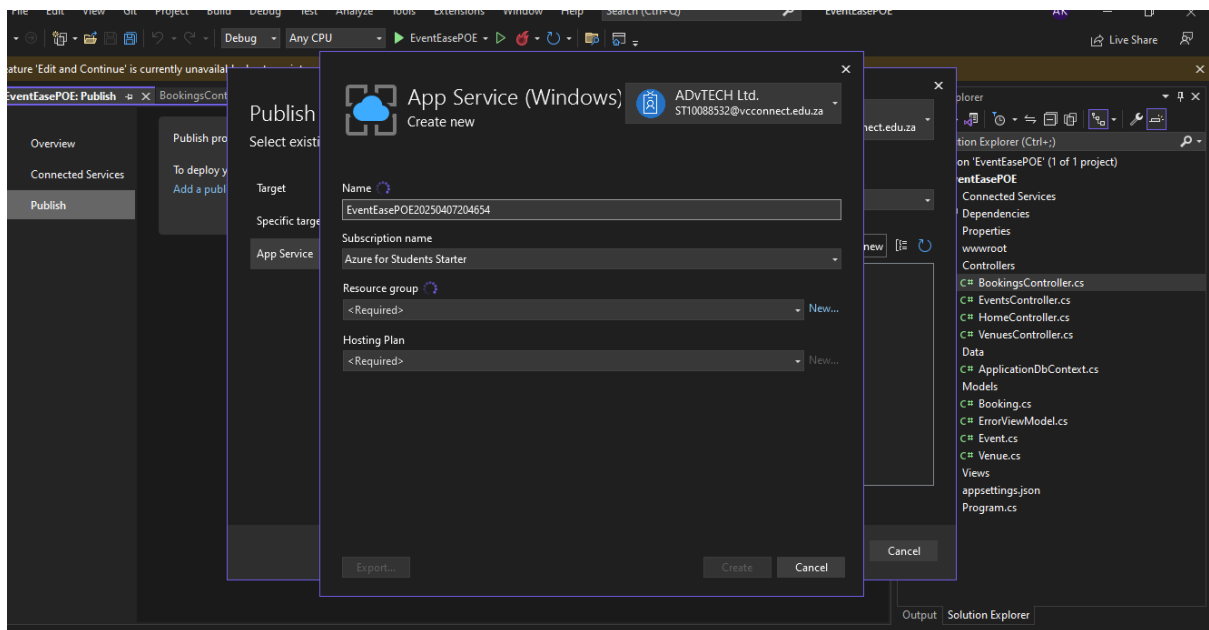 File Edit View Git Project Build Debug Test Analyze Tools Extensions Window Help Search (Ctrl+Q) EventEasePOE AK
Debug Any CPU EventEasePOE Live Share
eature 'Edit and Continue' is currently unavailabl
EventEasePOE: Publish BookingsCont
Overview
Connected Services
Publish
Publish pro
To deploy y
Add a publ
Publish
Select existi
Target
Specific targe
App Service
nect.edu.za
new
Cancel
App Service (Windows)
Create new
ADvTECH Ltd.
ST10088532@vcconnect.edu.za
Name
EventEasePOE20250407204654
Subscription name
Azure for Students Starter
Resource group
<Required> New...
Hosting Plan
<Required> New...
Export... Create Cancel
plorer
tion Explorer (Ctrl+;)
on 'EventEasePOE' (1 of 1 project)
ventEasePOE
Connected Services
Dependencies
Properties
wwwroot
Controllers
C# BookingsController.cs
C# EventsController.cs
C# HomeController.cs
C# VenuesController.cs
Data
C# ApplicationDbContext.cs
Models
C# Booking.cs
C# ErrorViewModel.cs
C# Event.cs
C# Venue.cs
Views
appsettings.json
Program.cs
Output Solution Explorer